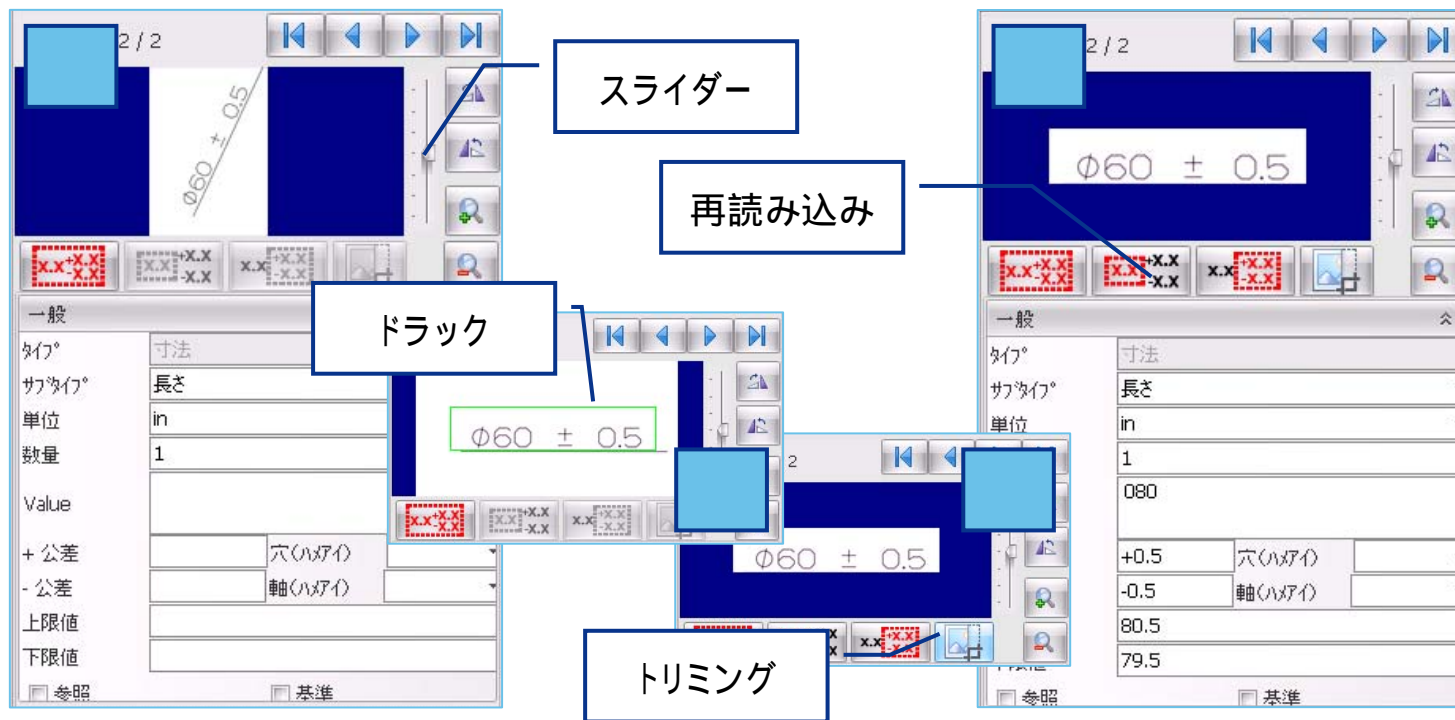 2 / 2
φ60 ± 0.5
x.x +x.x -x.x
x.x +x.x -x.x
x.x +x.x -x.x
一般
ﾀｲﾌﾟ
寸法
ｻﾌﾞﾀｲﾌﾟ
長さ
単位
in
数量
1
Value
+ 公差
穴(ﾊﾒｱｲ)
- 公差
軸(ﾊﾒｱｲ)
上限値
下限値
参照
基準
スライダー
ドラック
φ60 ± 0.5
x.x +x.x -x.x
x.x +x.x -x.x
x.x +x.x -x.x
2
φ60 ± 0.5
x.x +x.x -x.x
トリミング
再読み込み
2 / 2
φ60 ± 0.5
x.x +x.x -x.x
x.x +x.x -x.x
x.x +x.x -x.x
一般
ﾀｲﾌﾟ
寸法
ｻﾌﾞﾀｲﾌﾟ
長さ
単位
in
1
080
+0.5
穴(ﾊﾒｱｲ)
-0.5
軸(ﾊﾒｱｲ)
80.5
79.5
参照
基準